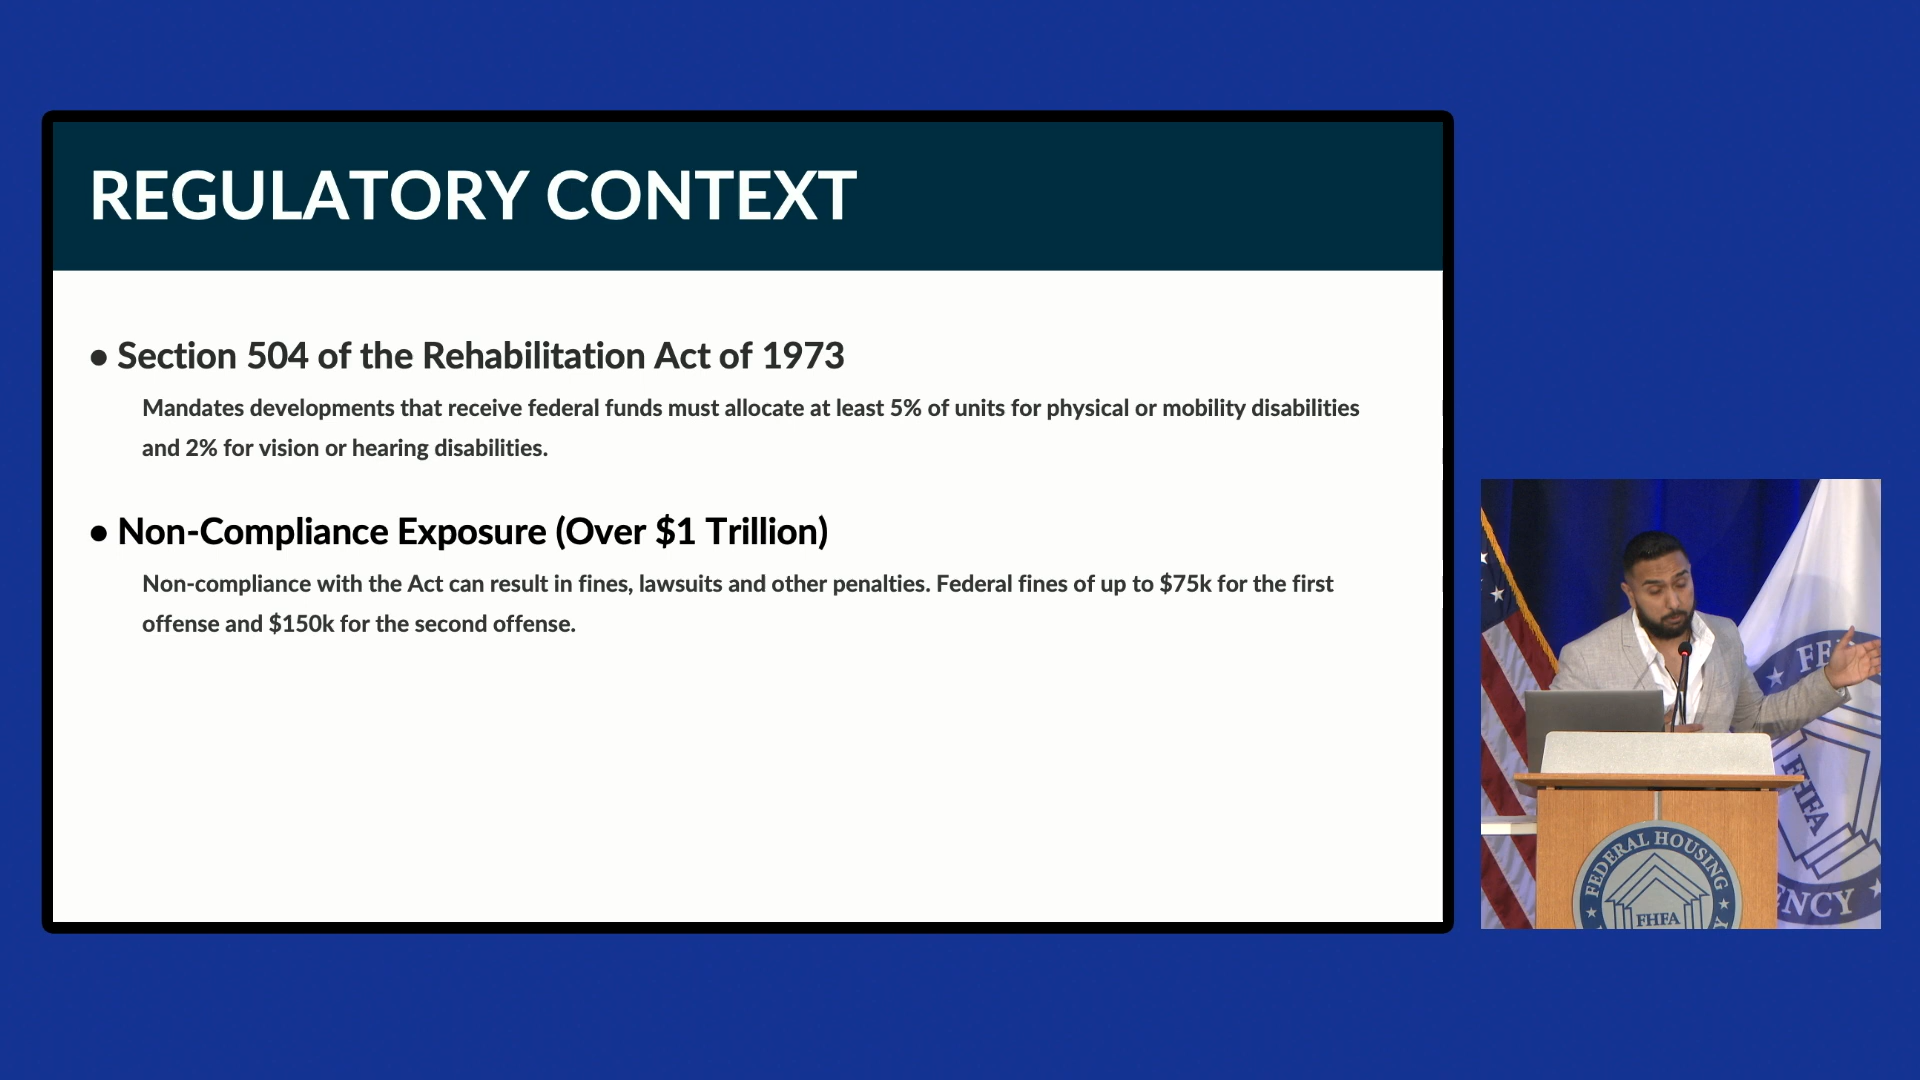 REGULATORY CONTEXT
• Section 504 of the Rehabilitation Act of 1973
Mandates developments that receive federal funds must allocate at least 5% of units for physical or mobility disabilities
and 2% for vision or hearing disabilities.
• Non-Compliance Exposure (Over $1 Trillion)
Non-compliance with the Act can result in fines, lawsuits and other penalties. Federal fines of up to $75k for the first
offense and $150k for the second offense.
FE
FHFA
ENCY
FEDERAL HOUSING
FHFA